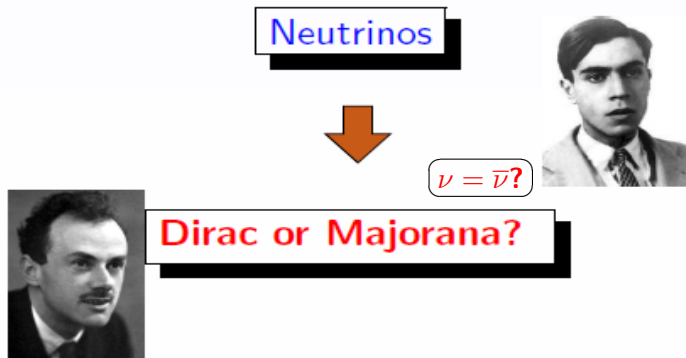 Neutrinos
ν = ν̅?
Dirac or Majorana?